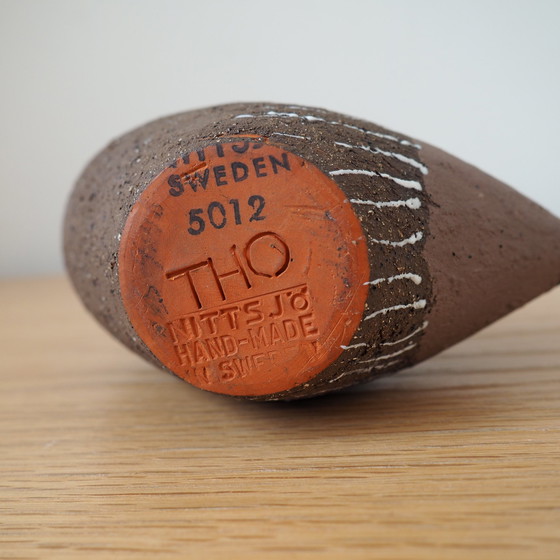 SWEDEN
5012
THO
NITTSJÖ
HAND-MADE